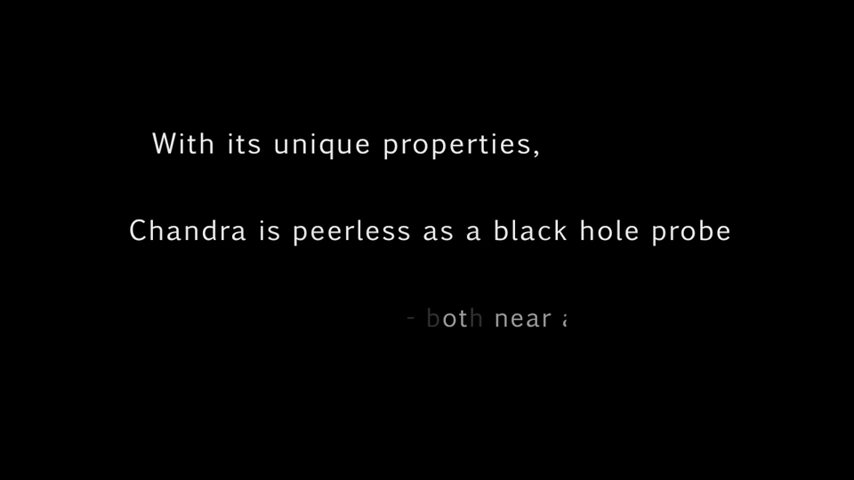 With its unique properties,
Chandra is peerless as a black hole probe
- both near